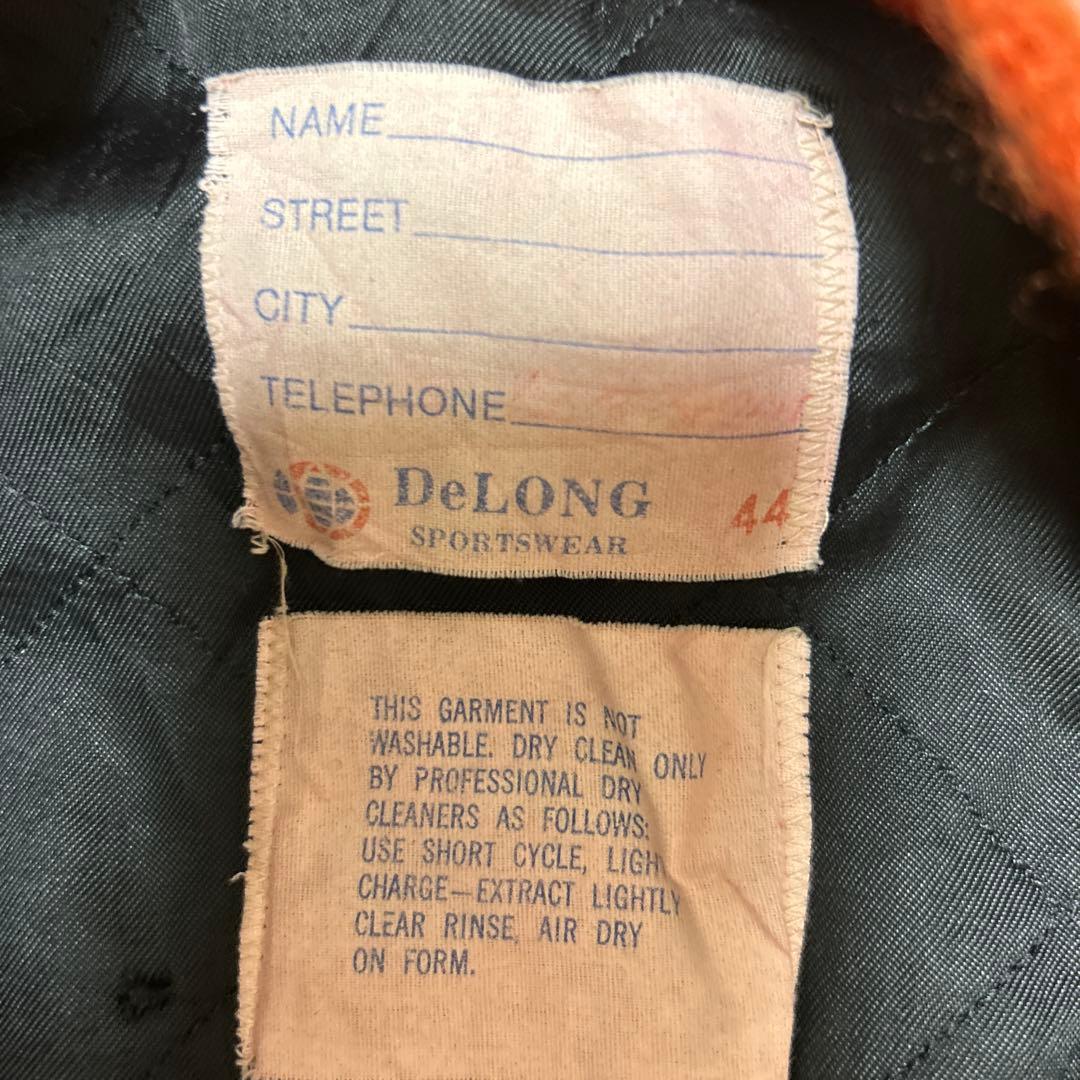 NAME
STREET
CITY
TELEPHONE
DeLONG 44
SPORTSWEAR
THIS GARMENT IS NOT
WASHABLE. DRY CLEAN ONLY
BY PROFESSIONAL DRY
CLEANERS AS FOLLOWS:
USE SHORT CYCLE, LIGH
CHARGE—EXTRACT LIGHTLY
CLEAR RINSE, AIR DRY
ON FORM.